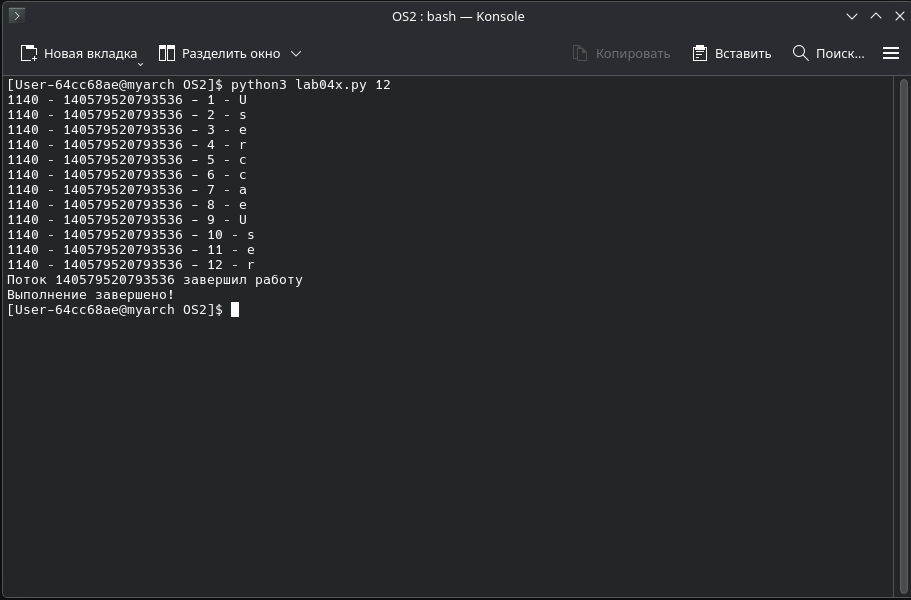 OS2 : bash — Konsole
Новая вкладка Разделить окно Копировать Вставить Поиск...
[User-64cc68ae@myarch OS2]$ python3 lab04x.py 12
1140 - 140579520793536 – 1 - U
1140 - 140579520793536 – 2 - s
1140 - 140579520793536 – 3 - e
1140 - 140579520793536 – 4 - r
1140 - 140579520793536 – 5 - c
1140 - 140579520793536 – 6 - c
1140 - 140579520793536 – 7 - a
1140 - 140579520793536 – 8 - e
1140 - 140579520793536 – 9 - U
1140 - 140579520793536 – 10 - s
1140 - 140579520793536 – 11 - e
1140 - 140579520793536 – 12 - r
Поток 140579520793536 завершил работу
Выполнение завершено!
[User-64cc68ae@myarch OS2]$